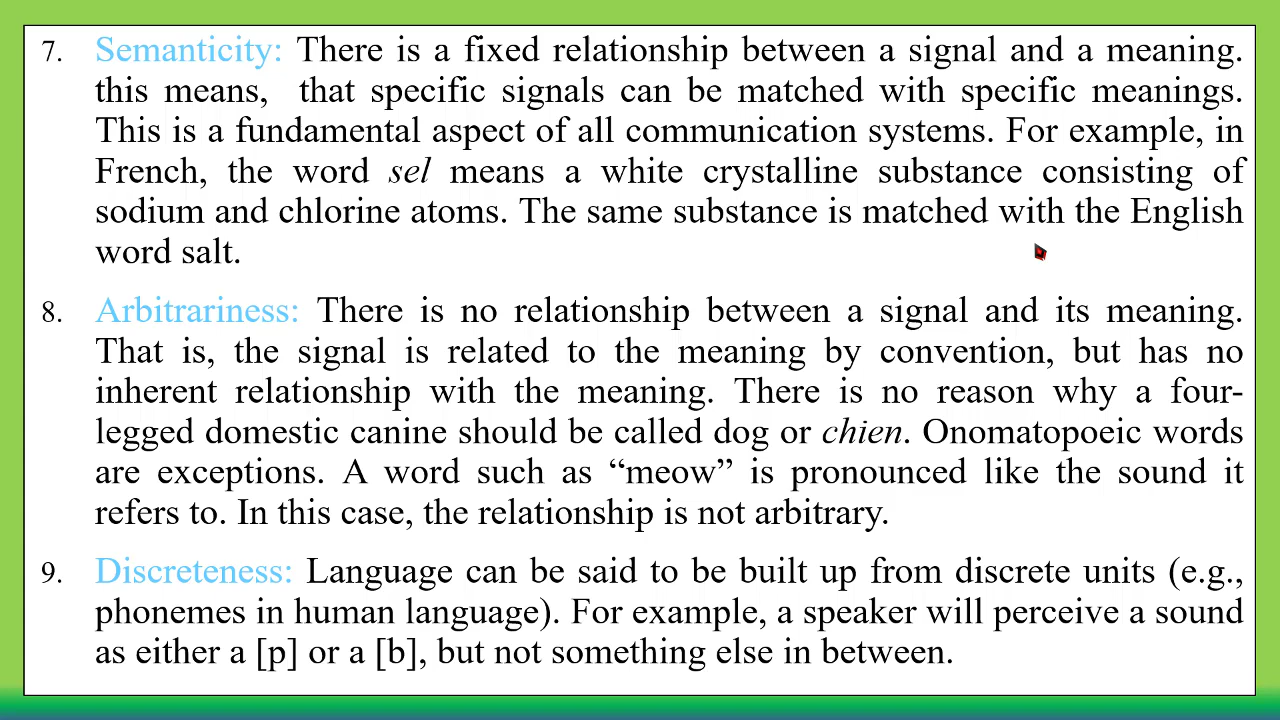 7. Semanticity: There is a fixed relationship between a signal and a meaning.
this means, that specific signals can be matched with specific meanings.
This is a fundamental aspect of all communication systems. For example, in
French, the word sel means a white crystalline substance consisting of
sodium and chlorine atoms. The same substance is matched with the English
word salt.
8. Arbitrariness: There is no relationship between a signal and its meaning.
That is, the signal is related to the meaning by convention, but has no
inherent relationship with the meaning. There is no reason why a four-
legged domestic canine should be called dog or chien. Onomatopoeic words
are exceptions. A word such as “meow” is pronounced like the sound it
refers to. In this case, the relationship is not arbitrary.
9. Discreteness: Language can be said to be built up from discrete units (e.g.,
phonemes in human language). For example, a speaker will perceive a sound
as either a [p] or a [b], but not something else in between.